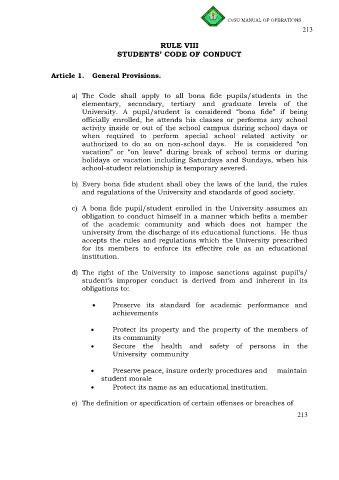 CvSU MANUAL OF OPERATIONS
213
RULE VIII
STUDENTS' CODE OF CONDUCT
Article 1. General Provisions.
a) The Code shall apply to all bona fide pupils/students in the
elementary, secondary, tertiary and graduate levels of the
University. A pupil/student is considered "bona fide" if being
officially enrolled, he attends his classes or performs any school
activity inside or out of the school campus during school days or
when required to perform special school related activity or
authorized to do so on non-school days. He is considered "on
vacation" or "on leave" during break of school terms or during
holidays or vacation including Saturdays and Sundays, when his
school-student relationship is temporary severed.
b) Every bona fide student shall obey the laws of the land, the rules
and regulations of the University and standards of good society.
c) A bona fide pupil/student enrolled in the University assumes an
obligation to conduct himself in a manner which befits a member
of the academic community and which does not hamper the
university from the discharge of its educational functions. He thus
accepts the rules and regulations which the University prescribed
for its members to enforce its effective role as an educational
institution.
d) The right of the University to impose sanctions against pupil's/
student's improper conduct is derived from and inherent in its
obligations to:
• Preserve its standard for academic performance and
achievements
• Protect its property and the property of the members of
its community
• Secure the health and safety of persons in the
University community
• Preserve peace, insure orderly procedures and maintain
student morale
• Protect its name as an educational institution.
e) The definition or specification of certain offenses or breaches of
213